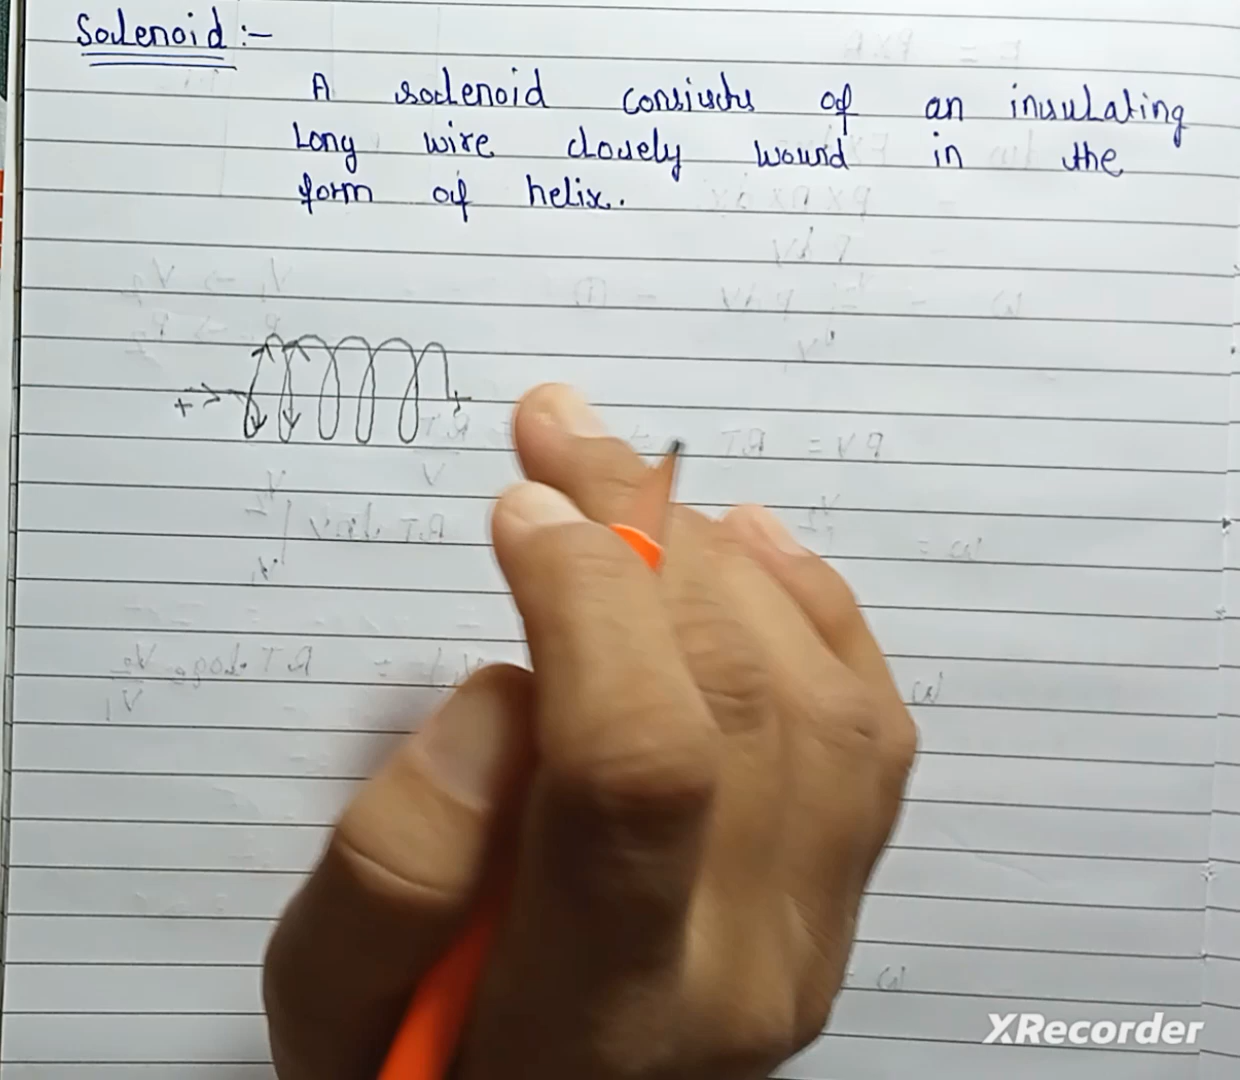 Solenoid :-
A solenoid consists of an insulating
Long wire closely wound in the
form of helix.
+
XRecorder